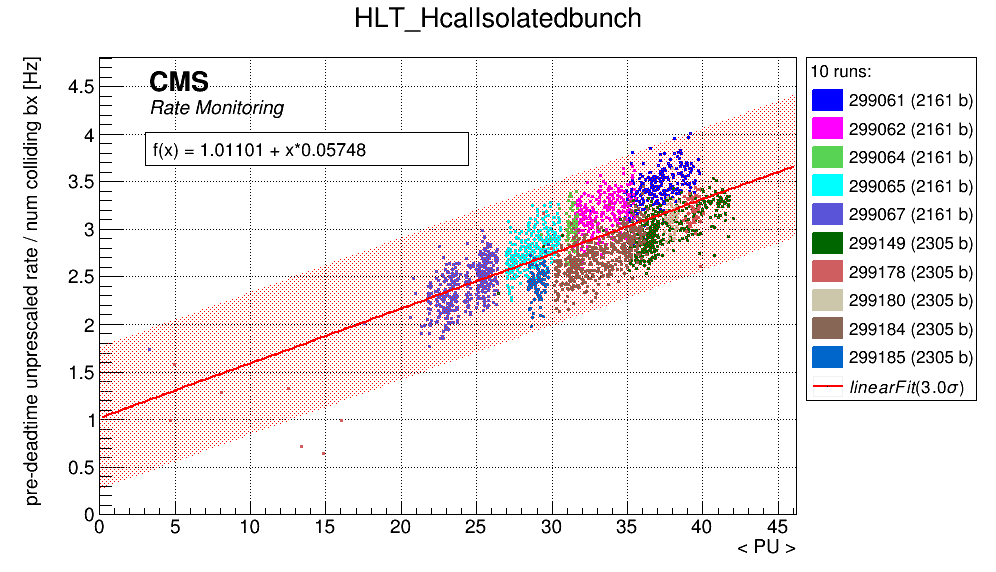 HLT_HcalIsolatedbunch
pre-deadtime unprescaled rate / num colliding bx [Hz]
CMS
Rate Monitoring
f(x) = 1.01101 + x*0.05748
4.5
4
3.5
3
2.5
2
1.5
1
0.5
0
0 5 10 15 20 25 30 35 40 45
< PU >
10 runs:
299061 (2161 b)
299062 (2161 b)
299064 (2161 b)
299065 (2161 b)
299067 (2161 b)
299149 (2305 b)
299178 (2305 b)
299180 (2305 b)
299184 (2305 b)
299185 (2305 b)
linearFit(3.0σ)